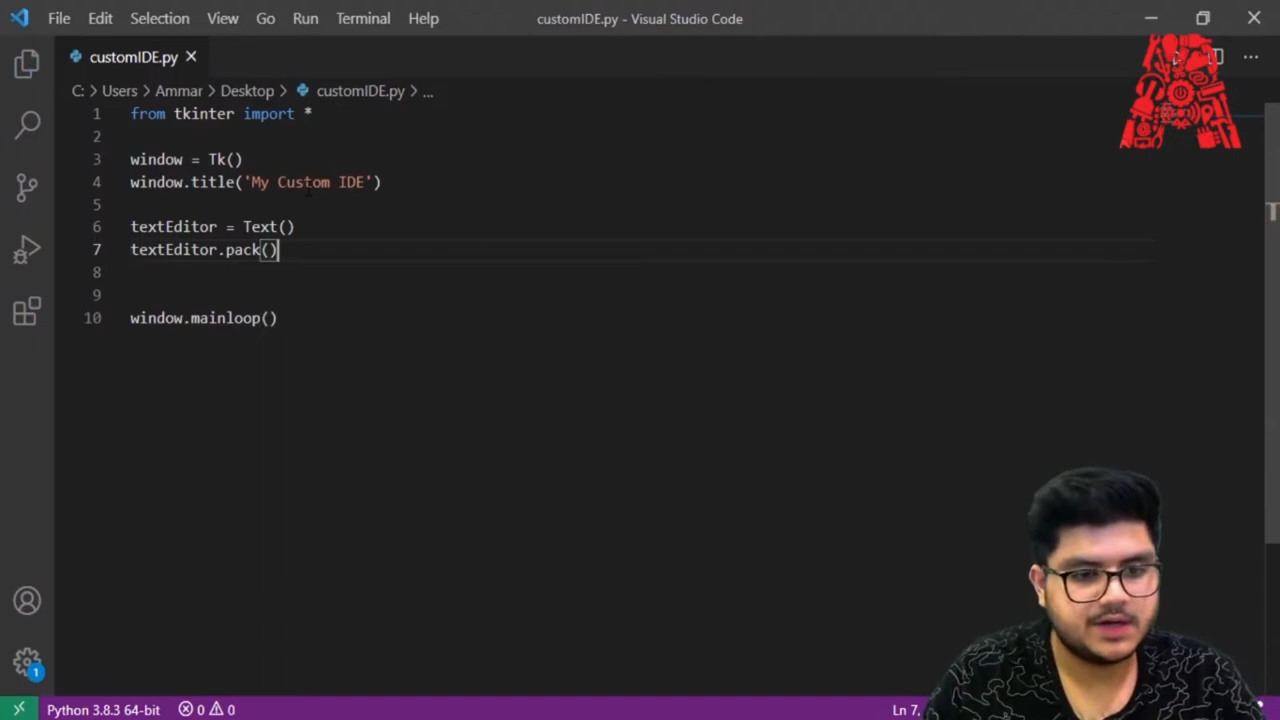 File Edit Selection View Go Run Terminal Help customIDE.py - Visual Studio Code
customIDE.py
C: > Users > Ammar > Desktop > customIDE.py > ...
1 from tkinter import *
2
3 window = Tk()
4 window.title('My Custom IDE')
5
6 textEditor = Text()
7 textEditor.pack()
8
9
10 window.mainloop()
1
Python 3.8.3 64-bit 0 0 Ln 7,